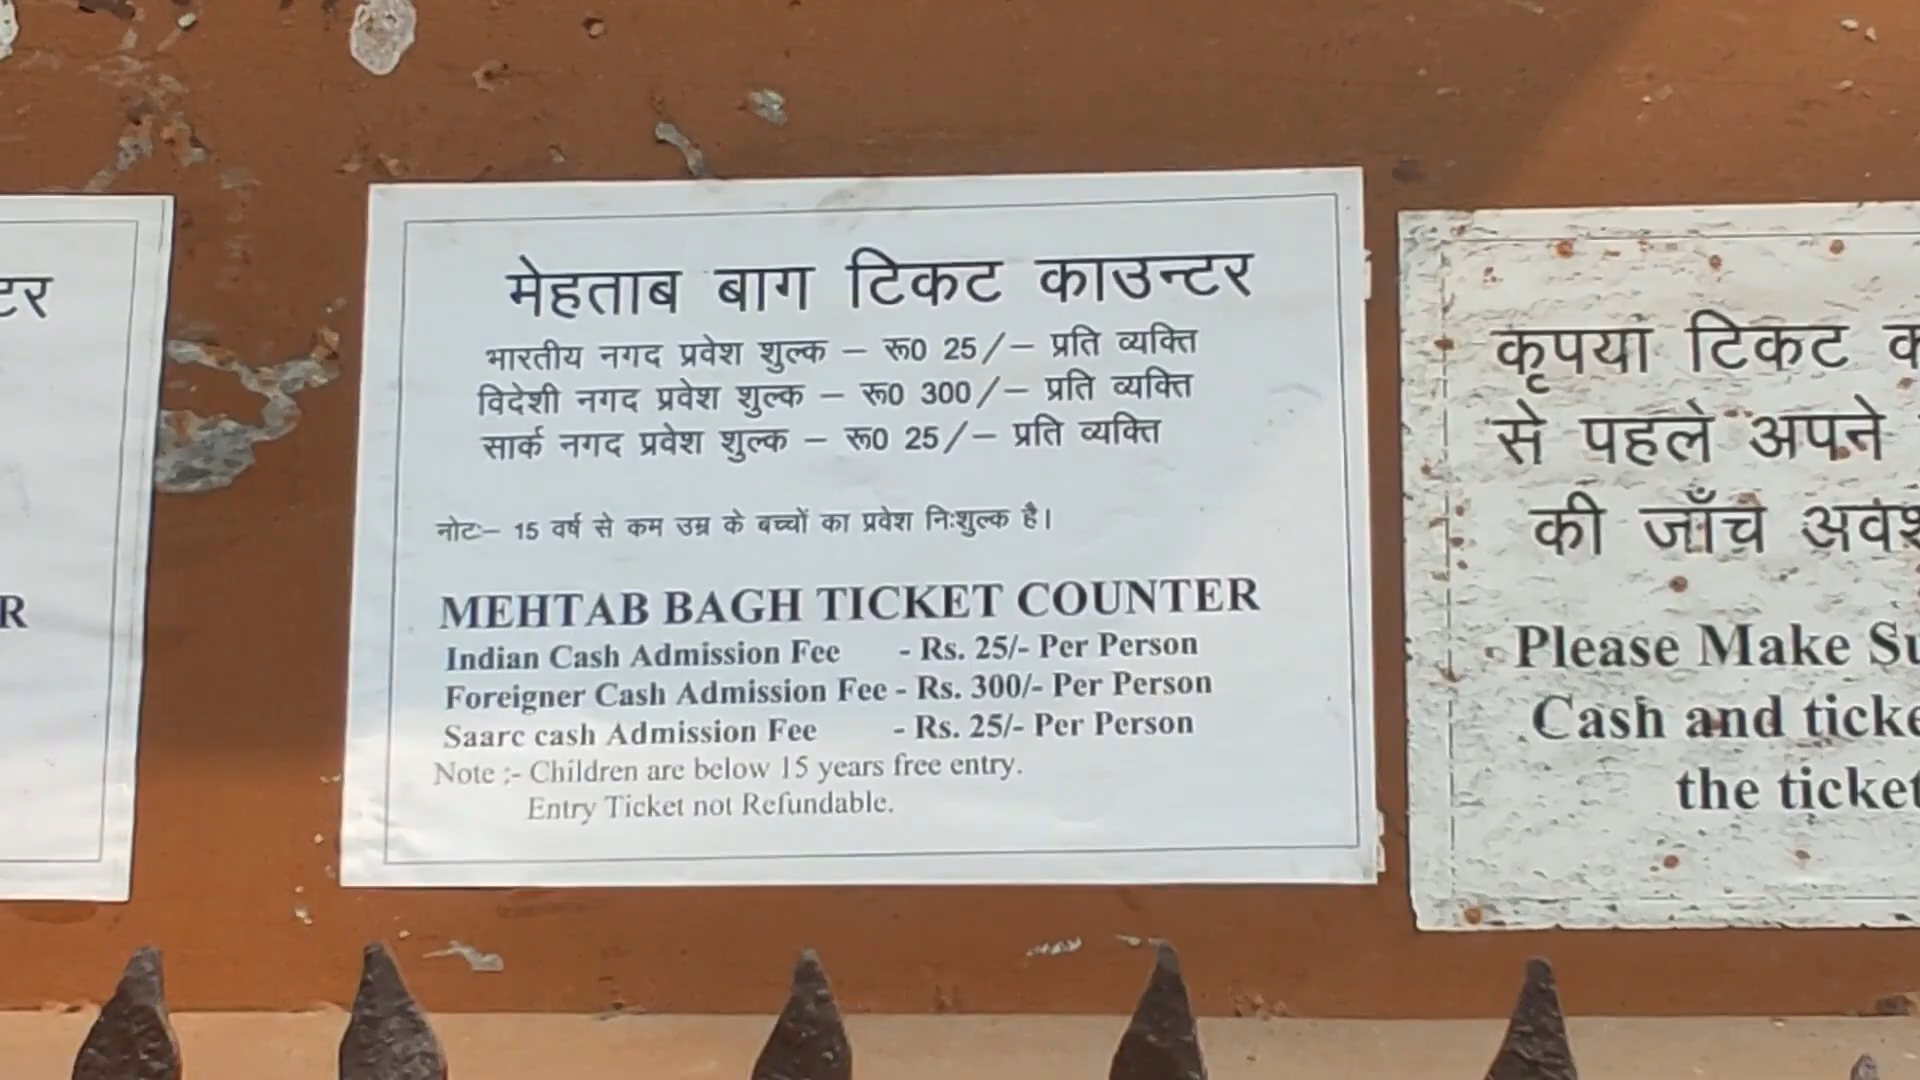 टर
R
मेहताब बाग टिकट काउन्टर
भारतीय नगद प्रवेश शुल्क – रू0 25/– प्रति व्यक्ति
विदेशी नगद प्रवेश शुल्क – रू0 300/– प्रति व्यक्ति
सार्क नगद प्रवेश शुल्क – रू0 25/– प्रति व्यक्ति
नोटः– 15 वर्ष से कम उम्र के बच्चों का प्रवेश निःशुल्क है।
MEHTAB BAGH TICKET COUNTER
Indian Cash Admission Fee - Rs. 25/- Per Person
Foreigner Cash Admission Fee - Rs. 300/- Per Person
Saarc cash Admission Fee - Rs. 25/- Per Person
Note :- Children are below 15 years free entry.
Entry Ticket not Refundable.
कृपया टिकट
से पहले अपने
की जाँच
Please Make
Cash and
the